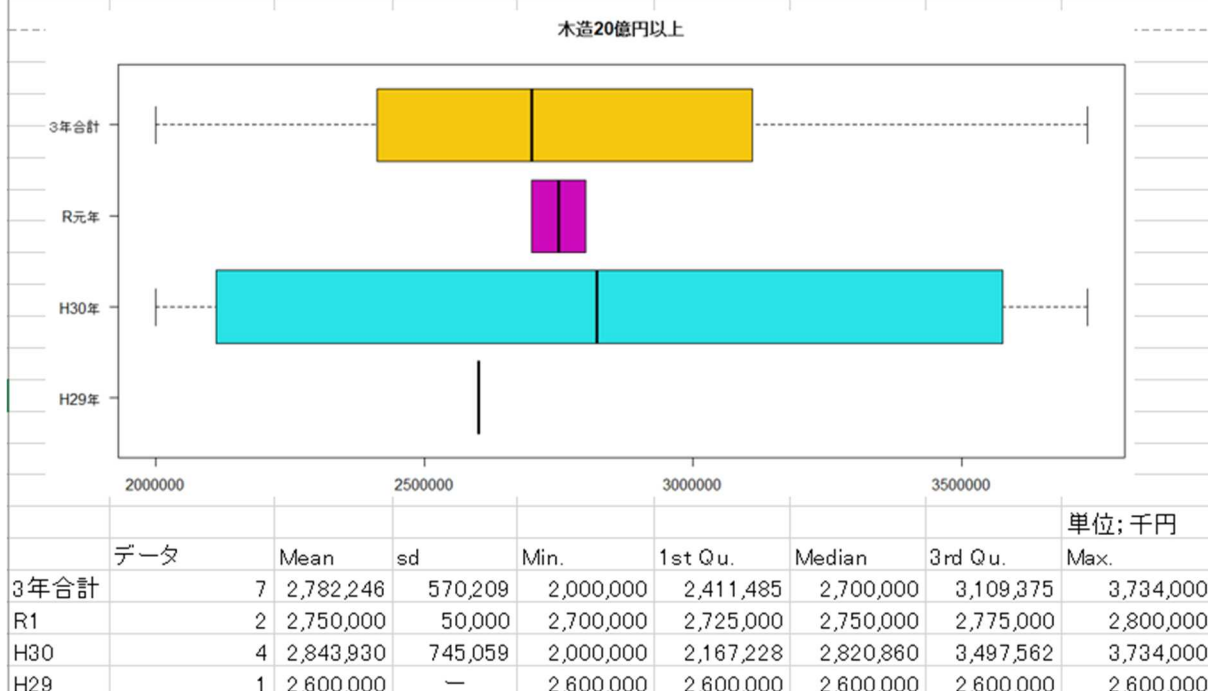 木造20億円以上
3年合計
R元年
H30年
H29年
2000000 2500000 3000000 3500000
単位;千円
データ Mean sd Min. 1st Qu. Median 3rd Qu. Max.
3年合計 7 2,782,246 570,209 2,000,000 2,411,485 2,700,000 3,109,375 3,734,000
R1 2 2,750,000 50,000 2,700,000 2,725,000 2,750,000 2,775,000 2,800,000
H30 4 2,843,930 745,059 2,000,000 2,167,228 2,820,860 3,497,562 3,734,000
H29 1 2,600,000 － 2,600,000 2,600,000 2,600,000 2,600,000 2,600,000